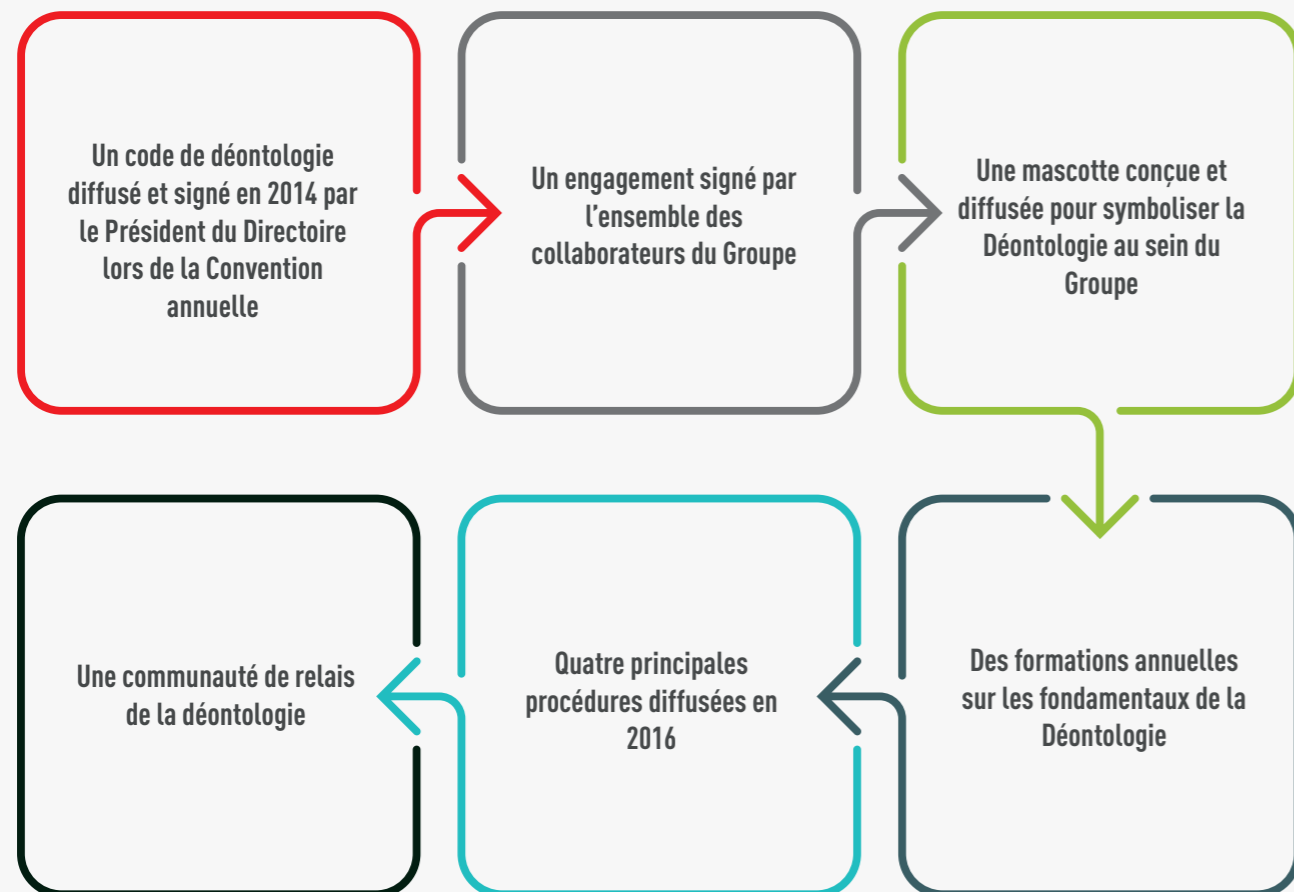 Un code de déontologie
diffusé et signé en 2014 par
le Président du Directoire
lors de la Convention
annuelle
Un engagement signé par
l’ensemble des
collaborateurs du Groupe
Une mascotte conçue et
diffusée pour symboliser la
Déontologie au sein du
Groupe
Des formations annuelles
sur les fondamentaux de la
Déontologie
Quatre principales
procédures diffusées en
2016
Une communauté de relais
de la déontologie